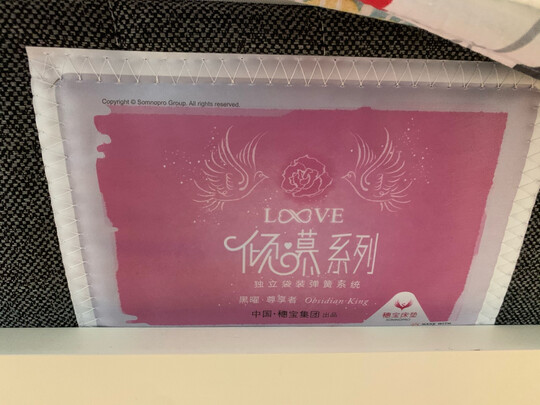 Copyright © Somnopro Group. All rights reserved.
LOOVE
倾慕系列
独立袋装弹簧系统
黑曜·尊享者 Obsidian·King
中国·穗宝集团 出品
穗宝床垫